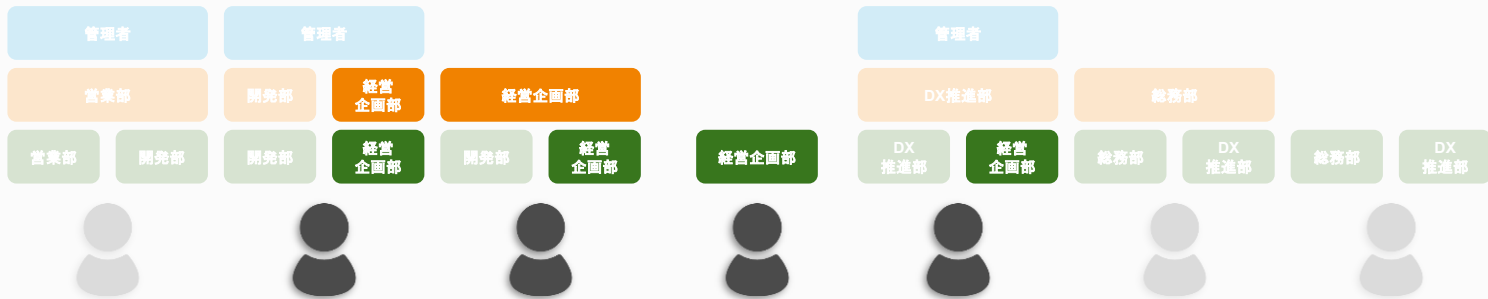 管理者
管理者
管理者
営業部
開発部
経営
企画部
経営企画部
DX推進部
総務部
営業部
開発部
開発部
経営
企画部
開発部
経営
企画部
経営企画部
DX
推進部
経営
企画部
総務部
DX
推進部
総務部
DX
推進部